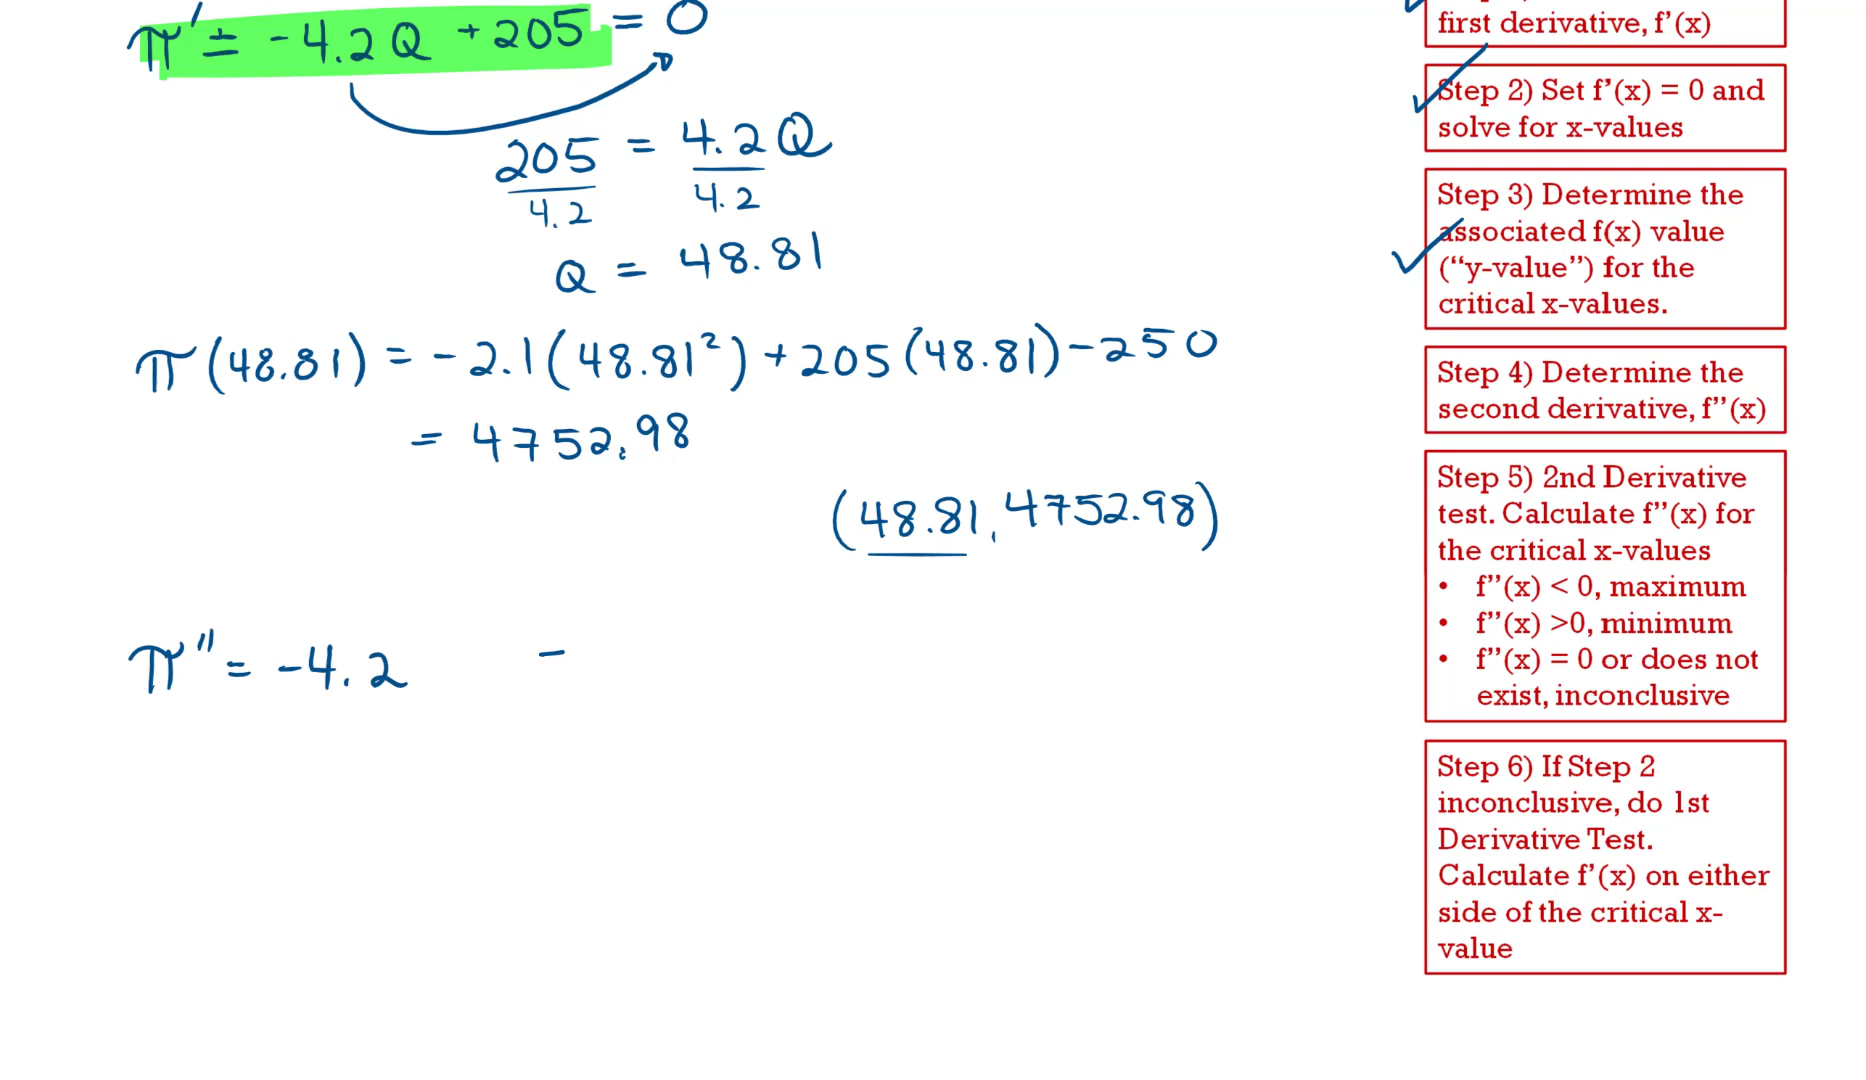 π' = -4.2Q + 205 = 0
205 = 4.2Q
4.2 4.2
Q = 48.81
π(48.81) = -2.1(48.81²) + 205(48.81) - 250
= 4752.98
(48.81, 4752.98)
π'' = -4.2 -
first derivative, f'(x)
Step 2) Set f'(x) = 0 and
solve for x-values
Step 3) Determine the
associated f(x) value
(“y-value”) for the
critical x-values.
Step 4) Determine the
second derivative, f’’(x)
Step 5) 2nd Derivative
test. Calculate f’’(x) for
the critical x-values
• f’’(x) < 0, maximum
• f’’(x) >0, minimum
• f’’(x) = 0 or does not
exist, inconclusive
Step 6) If Step 2
inconclusive, do 1st
Derivative Test.
Calculate f’(x) on either
side of the critical x-
value